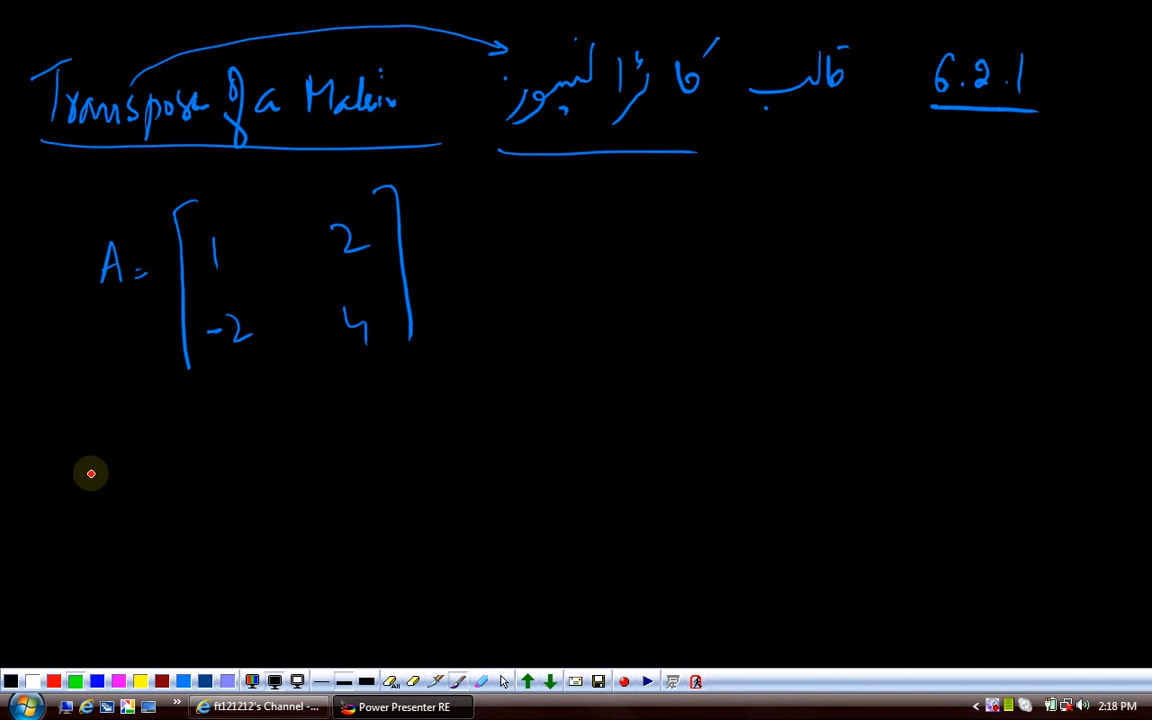 Transpose of a Matrix قالب کا ٹرانسپوز 6.2.1
A = [ 1 2
-2 4 ]
ft121212's Channel -... Power Presenter RE 2:18 PM